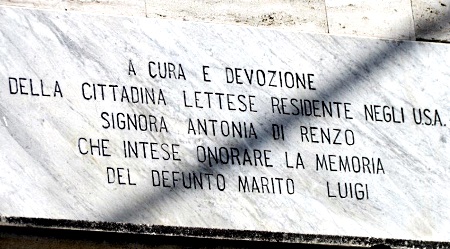 A CURA E DEVOZIONE
DELLA CITTADINA LETTESE RESIDENTE NEGLI U.S.A.
SIGNORA ANTONIA DI RENZO
CHE INTESE ONORARE LA MEMORIA
DEL DEFUNTO MARITO LUIGI